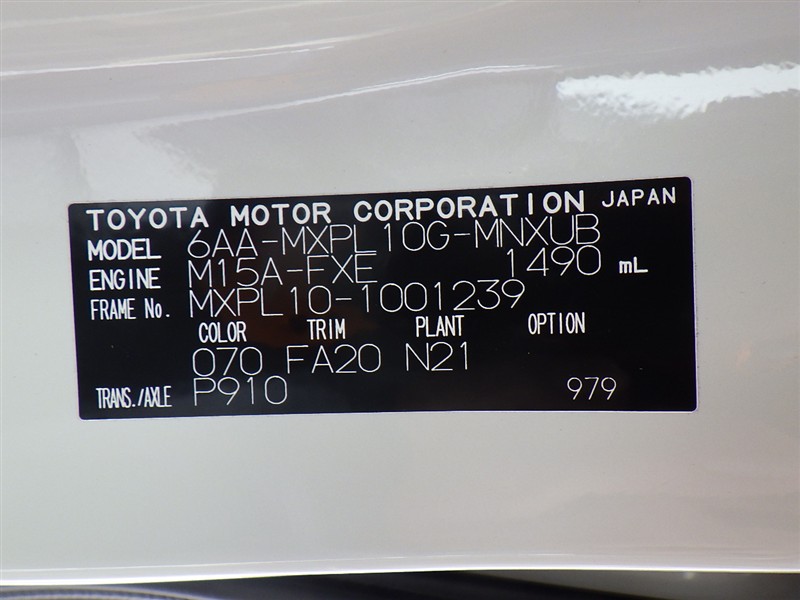 TOYOTA MOTOR CORPORATION JAPAN
MODEL 6AA-MXPL10G-MNXUB
ENGINE M15A-FXE 1490 mL
FRAME No. MXPL10-1001239
COLOR TRIM PLANT OPTION
070 FA20 N21
TRANS./AXLE P910 979